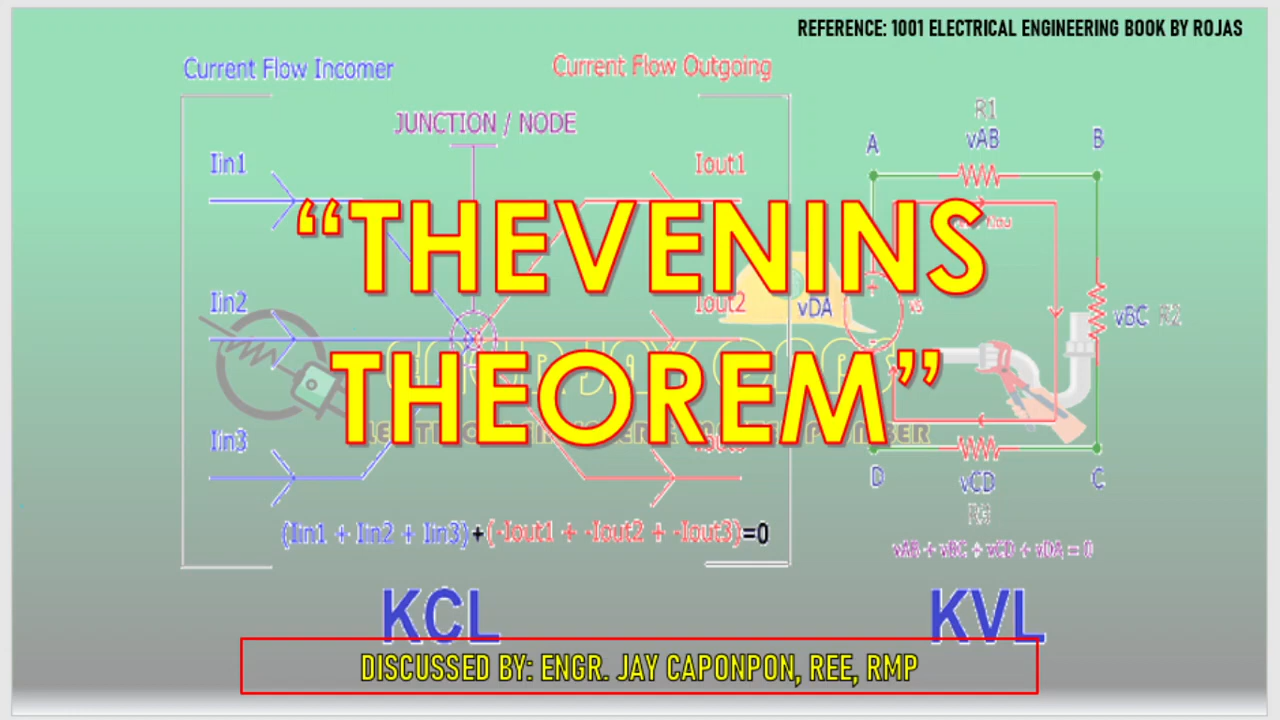 REFERENCE: 1001 ELECTRICAL ENGINEERING BOOK BY ROJAS
Current Flow Incomer
Current Flow Outgoing
JUNCTION / NODE
Iin1
Iout1
R1
vAB
A
B
“THEVENINS
Iin2
Iout2
vDA
vBC R2
THEOREM”
Iin3
D
vCD
C
R3
(Iin1 + Iin2 + Iin3)+(-Iout1 + -Iout2 + -Iout3)=0
vAB + vBC + vCD + vDA = 0
KCL
KVL
DISCUSSED BY: ENGR. JAY CAPONPON, REE, RMP